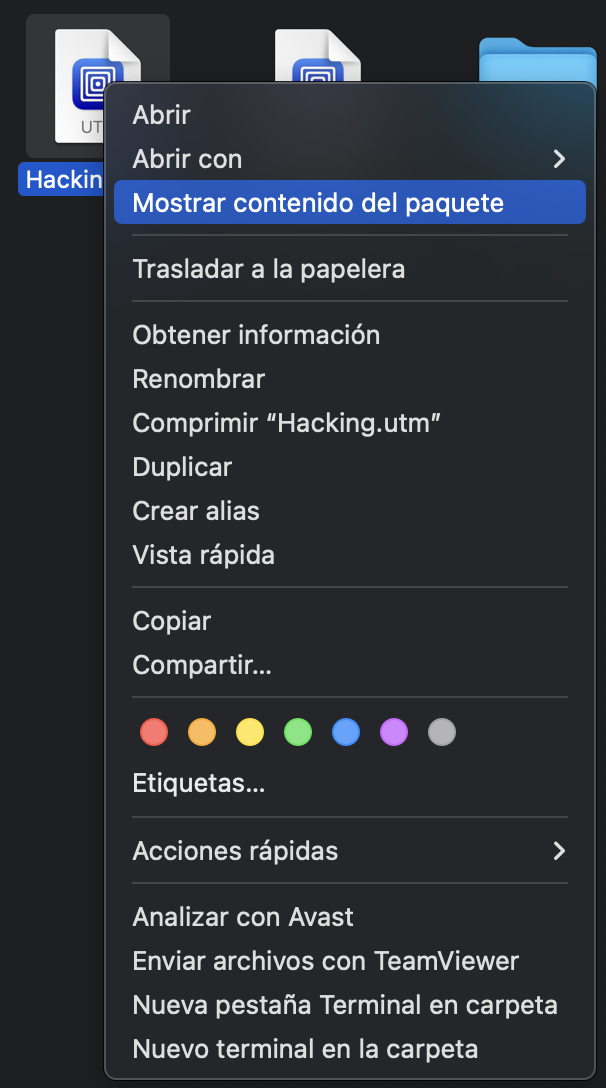 UT
Hackin
Abrir
Abrir con
Mostrar contenido del paquete
Trasladar a la papelera
Obtener información
Renombrar
Comprimir “Hacking.utm”
Duplicar
Crear alias
Vista rápida
Copiar
Compartir...
Etiquetas...
Acciones rápidas
Analizar con Avast
Enviar archivos con TeamViewer
Nueva pestaña Terminal en carpeta
Nuevo terminal en la carpeta